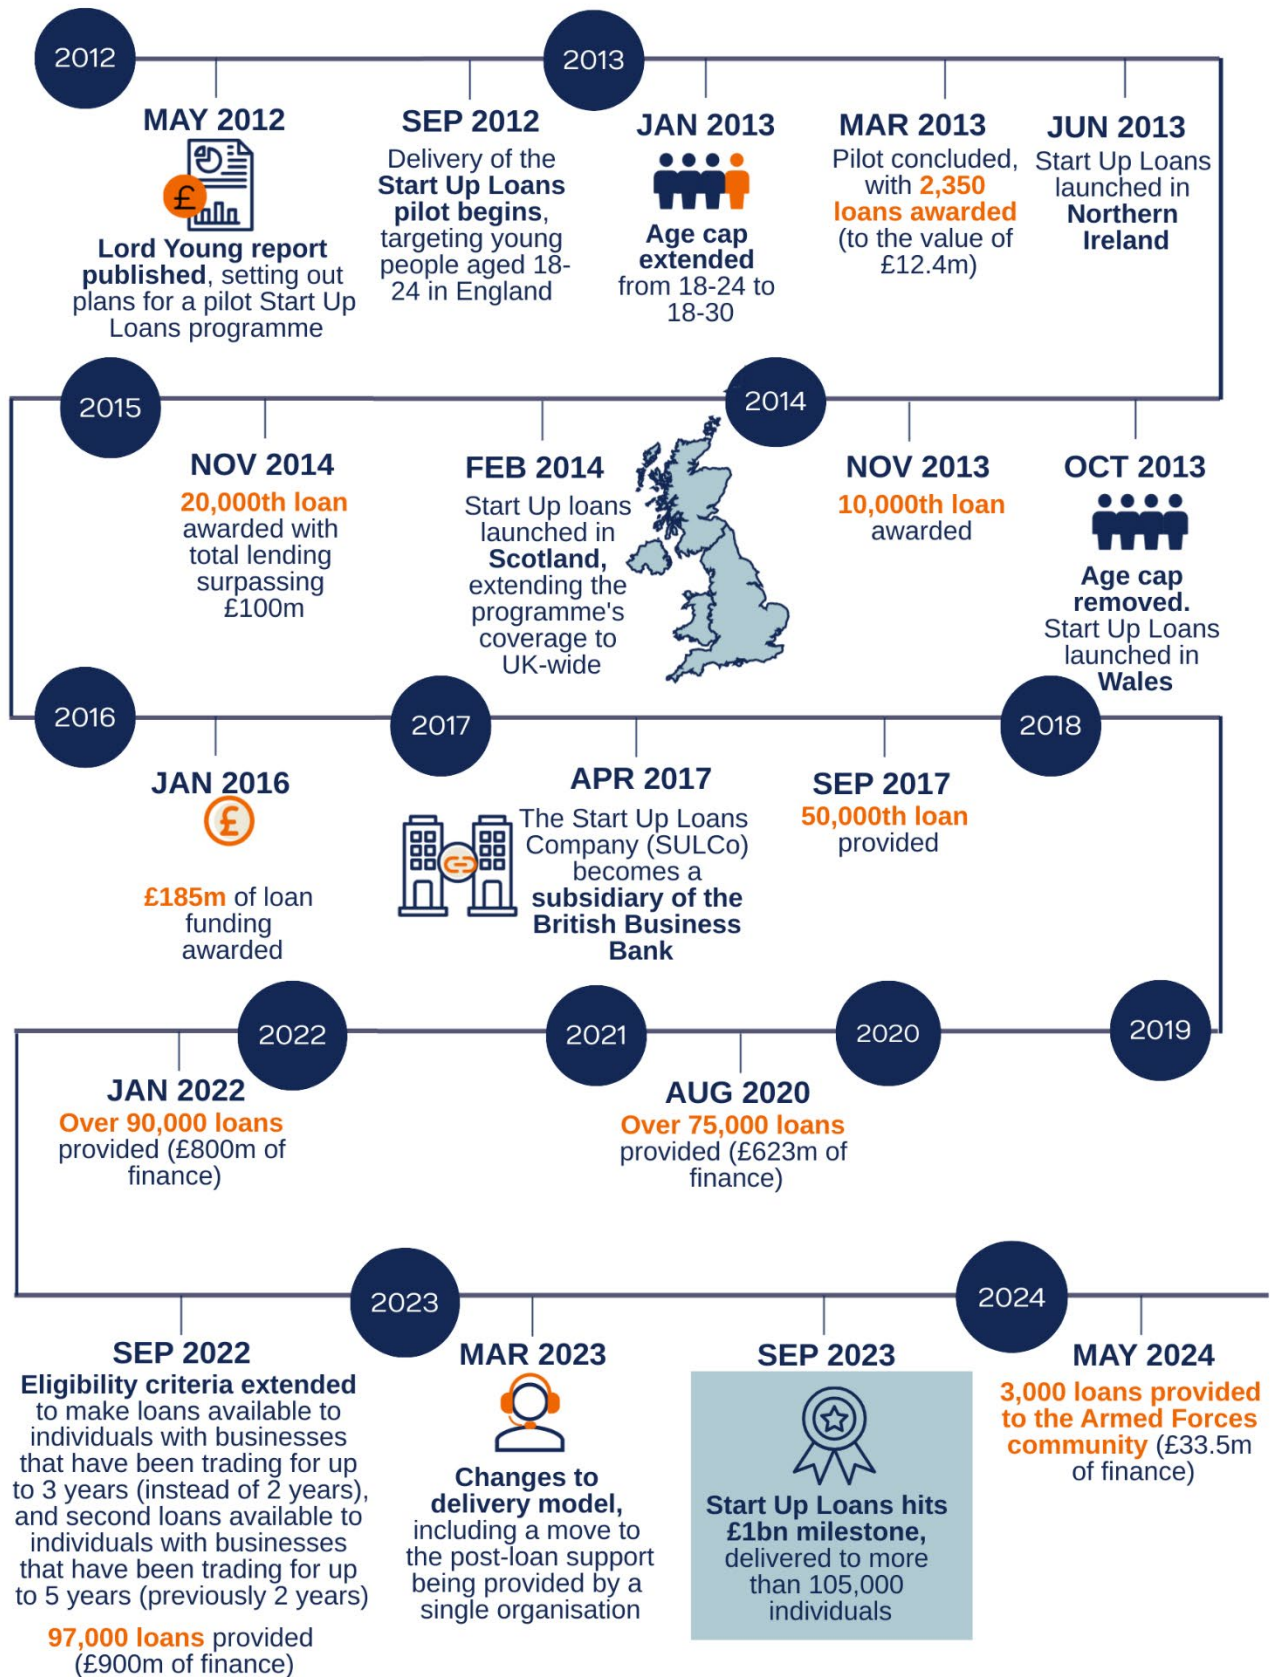 2012
2013
MAY 2012
£
Lord Young report
published, setting out
plans for a pilot Start Up
Loans programme
SEP 2012
Delivery of the
Start Up Loans
pilot begins,
targeting young
people aged 18-
24 in England
JAN 2013
Age cap
extended
from 18-24 to
18-30
MAR 2013
Pilot concluded,
with 2,350
loans awarded
(to the value of
£12.4m)
JUN 2013
Start Up Loans
launched in
Northern
Ireland
2014
OCT 2013
Age cap
removed.
Start Up Loans
launched in
Wales
NOV 2013
10,000th loan
awarded
FEB 2014
Start Up loans
launched in
Scotland,
extending the
programme's
coverage to
UK-wide
2015
NOV 2014
20,000th loan
awarded with
total lending
surpassing
£100m
2016
JAN 2016
£
£185m of loan
funding
awarded
2017
APR 2017
The Start Up Loans
Company (SULCo)
becomes a
subsidiary of the
British Business
Bank
SEP 2017
50,000th loan
provided
2018
2019
2020
AUG 2020
Over 75,000 loans
provided (£623m of
finance)
2021
2022
JAN 2022
Over 90,000 loans
provided (£800m of
finance)
SEP 2022
Eligibility criteria extended
to make loans available to
individuals with businesses
that have been trading for up
to 3 years (instead of 2 years),
and second loans available to
individuals with businesses
that have been trading for up
to 5 years (previously 2 years)
97,000 loans provided
(£900m of finance)
2023
MAR 2023
Changes to
delivery model,
including a move to
the post-loan support
being provided by a
single organisation
SEP 2023
Start Up Loans hits
£1bn milestone,
delivered to more
than 105,000
individuals
2024
MAY 2024
3,000 loans provided
to the Armed Forces
community (£33.5m
of finance)